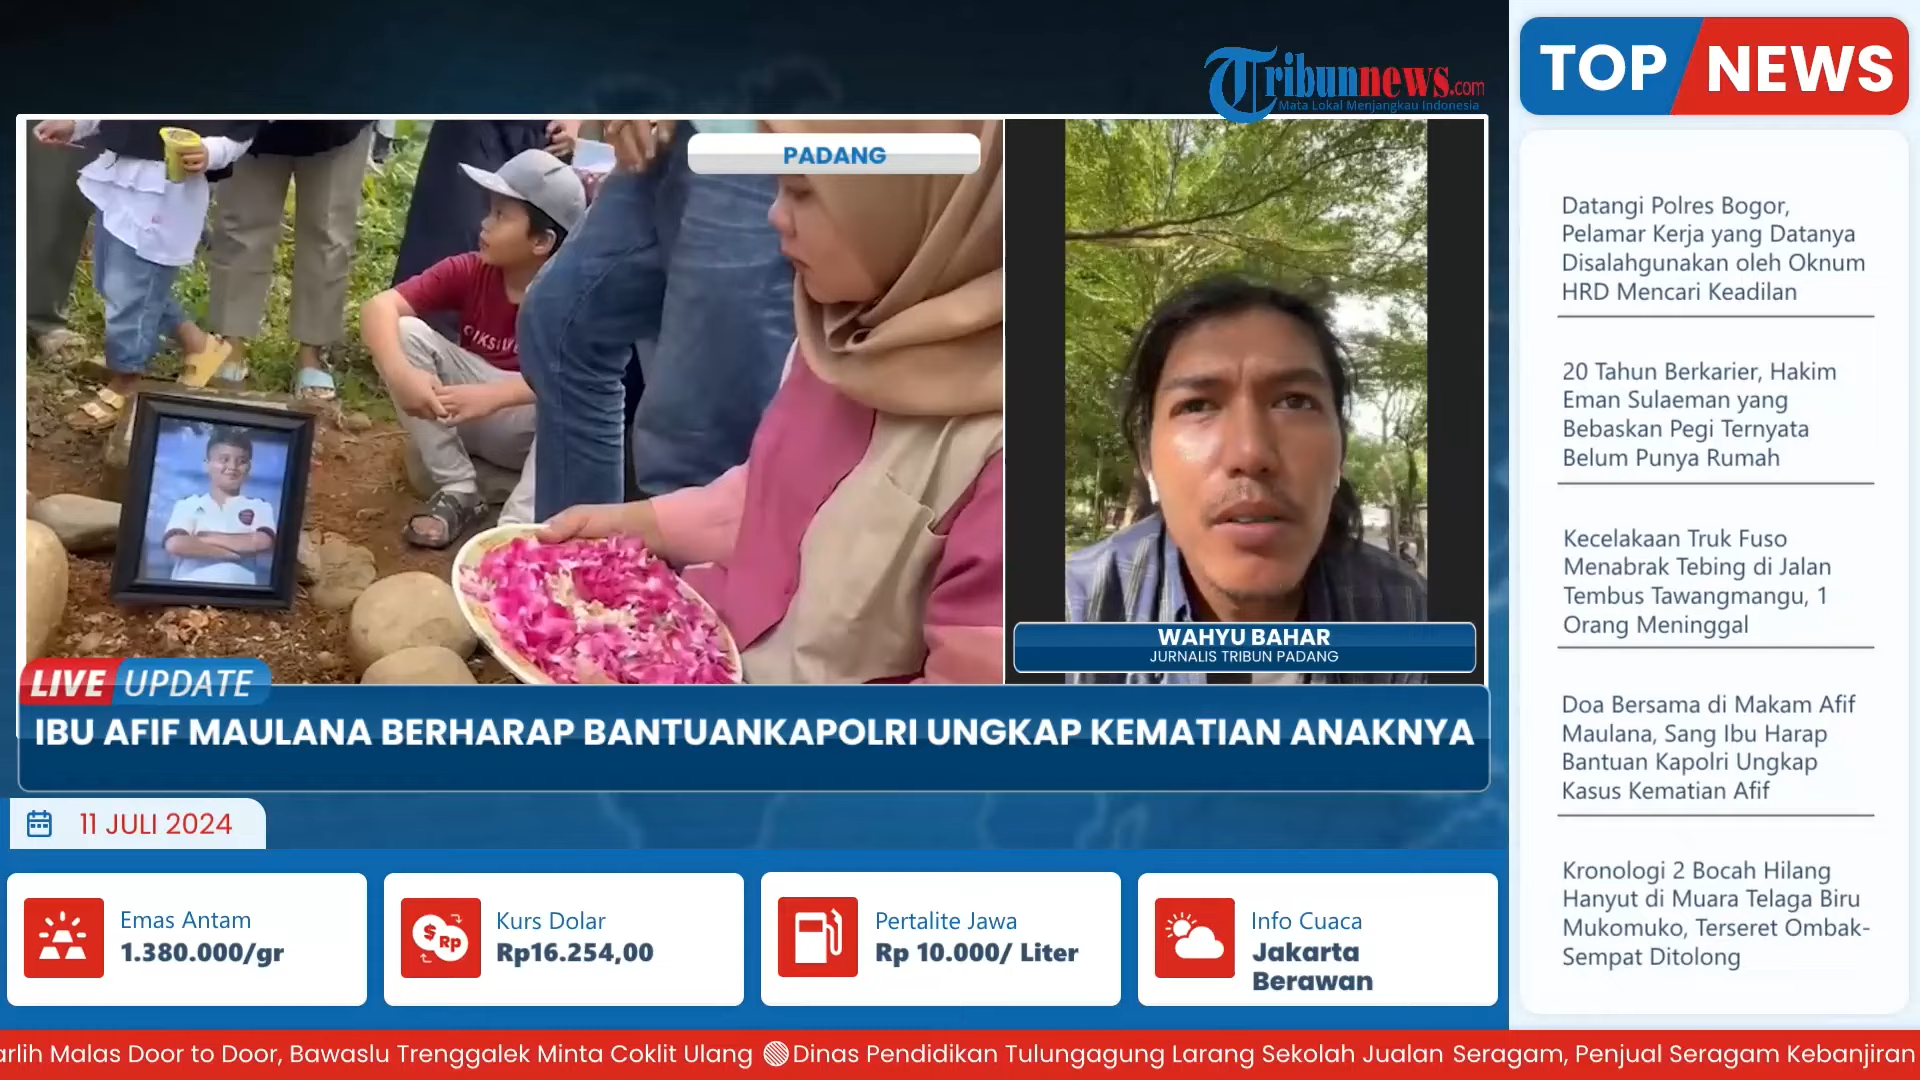 Tribunnews.com
Mata Lokal Menjangkau Indonesia
PADANG
WAHYU BAHAR
JURNALIS TRIBUN PADANG
LIVE UPDATE
IBU AFIF MAULANA BERHARAP BANTUANKAPOLRI UNGKAP KEMATIAN ANAKNYA
11 JULI 2024
Emas Antam
1.380.000/gr
Kurs Dolar
Rp16.254,00
Pertalite Jawa
Rp 10.000/ Liter
Info Cuaca
Jakarta
Berawan
TOP NEWS
Datangi Polres Bogor,
Pelamar Kerja yang Datanya
Disalahgunakan oleh Oknum
HRD Mencari Keadilan
20 Tahun Berkarier, Hakim
Eman Sulaeman yang
Bebaskan Pegi Ternyata
Belum Punya Rumah
Kecelakaan Truk Fuso
Menabrak Tebing di Jalan
Tembus Tawangmangu, 1
Orang Meninggal
Doa Bersama di Makam Afif
Maulana, Sang Ibu Harap
Bantuan Kapolri Ungkap
Kasus Kematian Afif
Kronologi 2 Bocah Hilang
Hanyut di Muara Telaga Biru
Mukomuko, Terseret Ombak-
Sempat Ditolong
arlih Malas Door to Door, Bawaslu Trenggalek Minta Coklit Ulang Dinas Pendidikan Tulungagung Larang Sekolah Jualan Seragam, Penjual Seragam Kebanjiran